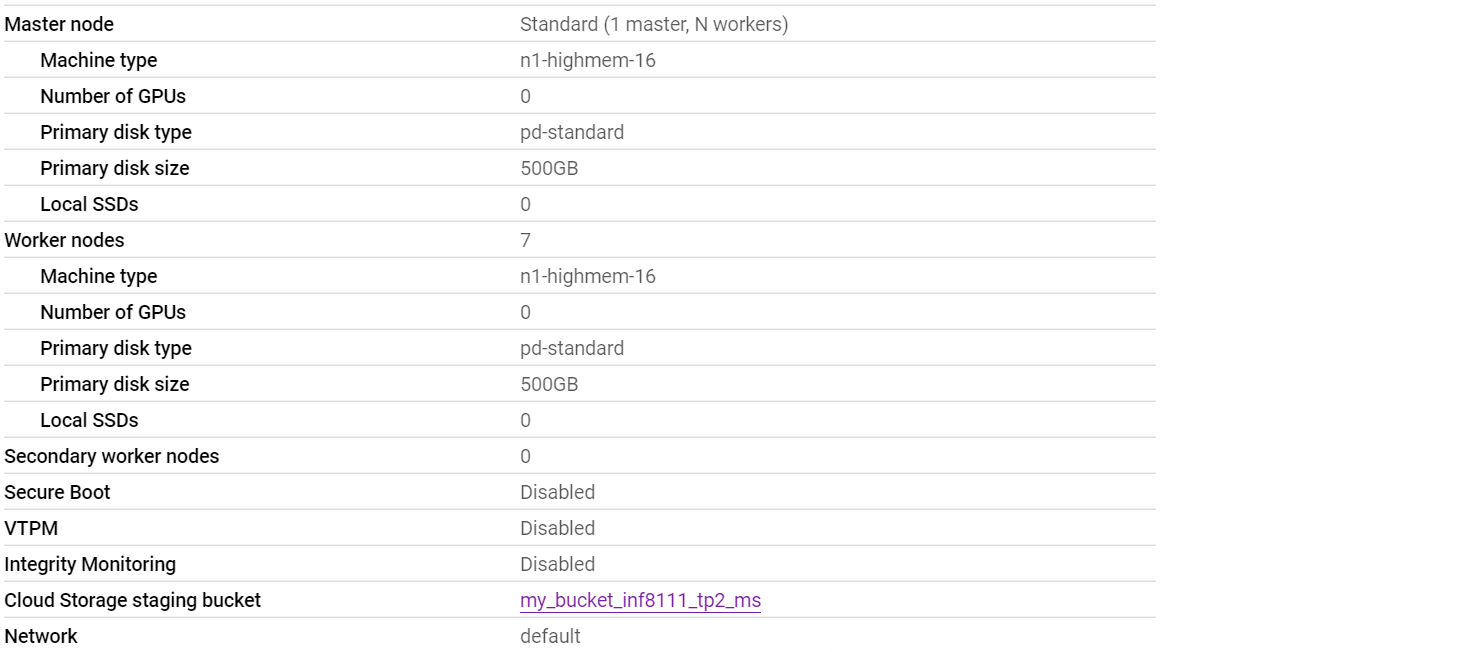 Master node Standard (1 master, N workers)
Machine type n1-highmem-16
Number of GPUs 0
Primary disk type pd-standard
Primary disk size 500GB
Local SSDs 0
Worker nodes 7
Machine type n1-highmem-16
Number of GPUs 0
Primary disk type pd-standard
Primary disk size 500GB
Local SSDs 0
Secondary worker nodes 0
Secure Boot Disabled
VTPM Disabled
Integrity Monitoring Disabled
Cloud Storage staging bucket my_bucket_inf8111_tp2_ms
Network default